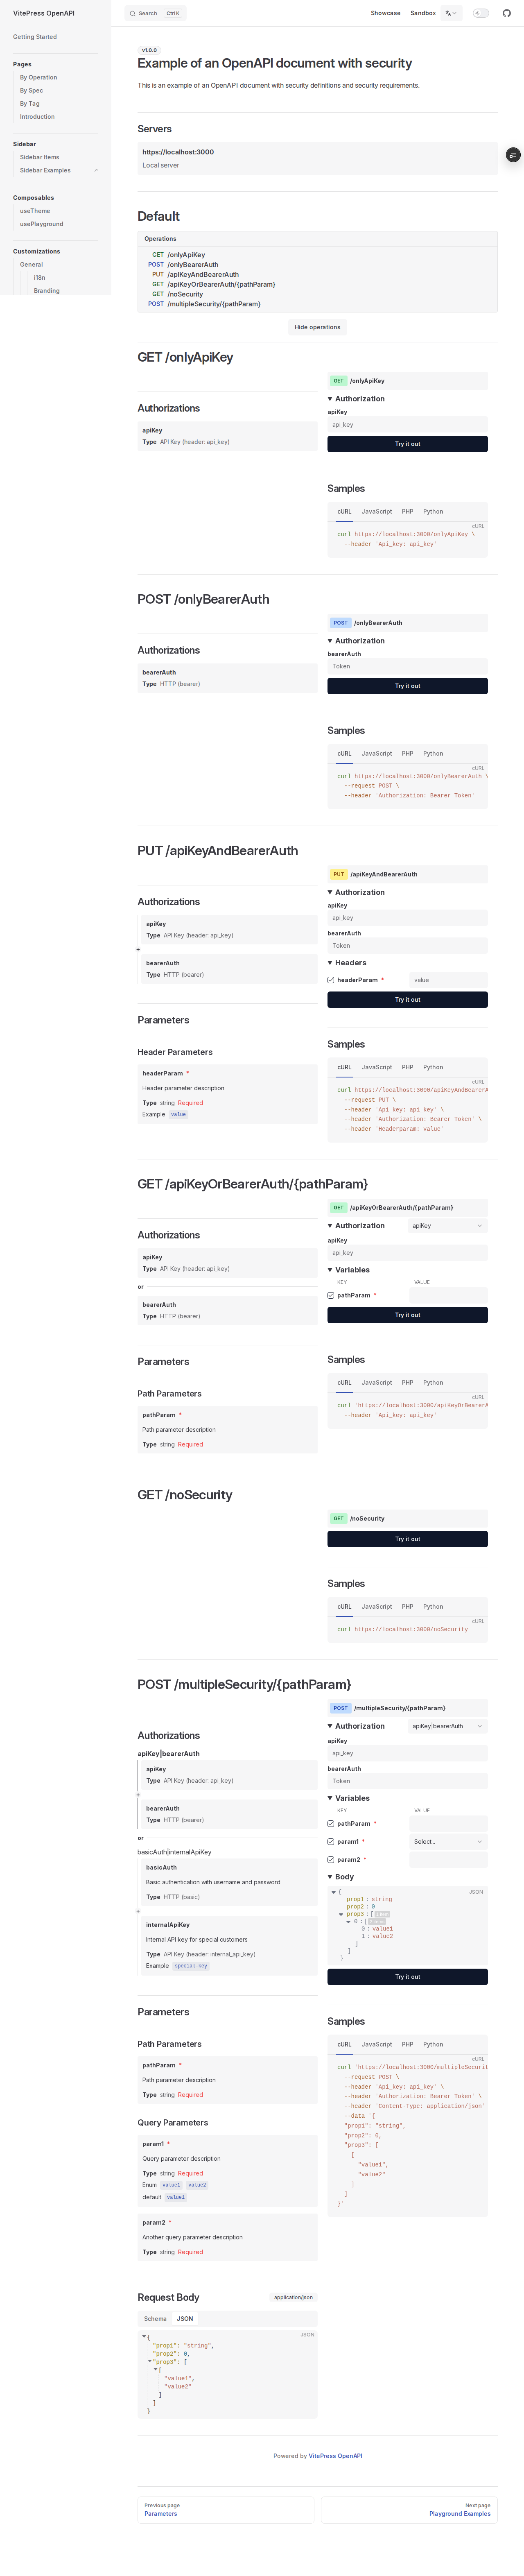 VitePress OpenAPI
Search Ctrl K
Showcase
Sandbox
Getting Started
Pages
By Operation
By Spec
By Tag
Introduction
Sidebar
Sidebar Items
Sidebar Examples ↗
Composables
useTheme
usePlayground
Customizations
General
i18n
Branding
v1.0.0
Example of an OpenAPI document with security
This is an example of an OpenAPI document with security definitions and security requirements.
Servers
https://localhost:3000
Local server
Default
Operations
GET /onlyApiKey
POST /onlyBearerAuth
PUT /apiKeyAndBearerAuth
GET /apiKeyOrBearerAuth/{pathParam}
GET /noSecurity
POST /multipleSecurity/{pathParam}
Hide operations
GET /onlyApiKey
Authorizations
apiKey
Type API Key (header: api_key)
GET /onlyApiKey
▼ Authorization
apiKey
api_key
Try it out
Samples
cURL JavaScript PHP Python
cURL
curl https://localhost:3000/onlyApiKey \
--header 'Api_key: api_key'
POST /onlyBearerAuth
Authorizations
bearerAuth
Type HTTP (bearer)
POST /onlyBearerAuth
▼ Authorization
bearerAuth
Token
Try it out
Samples
cURL JavaScript PHP Python
cURL
curl https://localhost:3000/onlyBearerAuth \
--request POST \
--header 'Authorization: Bearer Token'
PUT /apiKeyAndBearerAuth
Authorizations
apiKey
Type API Key (header: api_key)
+
bearerAuth
Type HTTP (bearer)
Parameters
Header Parameters
headerParam *
Header parameter description
Type string Required
Example value
PUT /apiKeyAndBearerAuth
▼ Authorization
apiKey
api_key
bearerAuth
Token
▼ Headers
headerParam * value
Try it out
Samples
cURL JavaScript PHP Python
cURL
curl https://localhost:3000/apiKeyAndBearerA
--request PUT \
--header 'Api_key: api_key' \
--header 'Authorization: Bearer Token' \
--header 'Headerparam: value'
GET /apiKeyOrBearerAuth/{pathParam}
Authorizations
apiKey
Type API Key (header: api_key)
or
bearerAuth
Type HTTP (bearer)
Parameters
Path Parameters
pathParam *
Path parameter description
Type string Required
GET /apiKeyOrBearerAuth/{pathParam}
▼ Authorization apiKey
apiKey
api_key
▼ Variables
KEY VALUE
pathParam *
Try it out
Samples
cURL JavaScript PHP Python
cURL
curl 'https://localhost:3000/apiKeyOrBearerA
--header 'Api_key: api_key'
GET /noSecurity
GET /noSecurity
Try it out
Samples
cURL JavaScript PHP Python
cURL
curl https://localhost:3000/noSecurity
POST /multipleSecurity/{pathParam}
Authorizations
apiKey|bearerAuth
apiKey
Type API Key (header: api_key)
+
bearerAuth
Type HTTP (bearer)
or
basicAuth|internalApiKey
basicAuth
Basic authentication with username and password
Type HTTP (basic)
+
internalApiKey
Internal API key for special customers
Type API Key (header: internal_api_key)
Example special-key
Parameters
Path Parameters
pathParam *
Path parameter description
Type string Required
Query Parameters
param1 *
Query parameter description
Type string Required
Enum value1 value2
default value1
param2 *
Another query parameter description
Type string Required
Request Body application/json
Schema JSON
JSON
{
"prop1": "string",
"prop2": 0,
"prop3": [
[
"value1",
"value2"
]
]
}
POST /multipleSecurity/{pathParam}
▼ Authorization apiKey|bearerAuth
apiKey
api_key
bearerAuth
Token
▼ Variables
KEY VALUE
pathParam *
param1 * Select...
param2 *
▼ Body
JSON
{
prop1 : string
prop2 : 0
prop3 : [
0 : [
0 : value1
1 : value2
]
]
}
Try it out
Samples
cURL JavaScript PHP Python
cURL
curl 'https://localhost:3000/multipleSecurit
--request POST \
--header 'Api_key: api_key' \
--header 'Authorization: Bearer Token' \
--header 'Content-Type: application/json'
--data '{
"prop1": "string",
"prop2": 0,
"prop3": [
[
"value1",
"value2"
]
]
}'
Powered by VitePress OpenAPI
Previous page
Parameters
Next page
Playground Examples